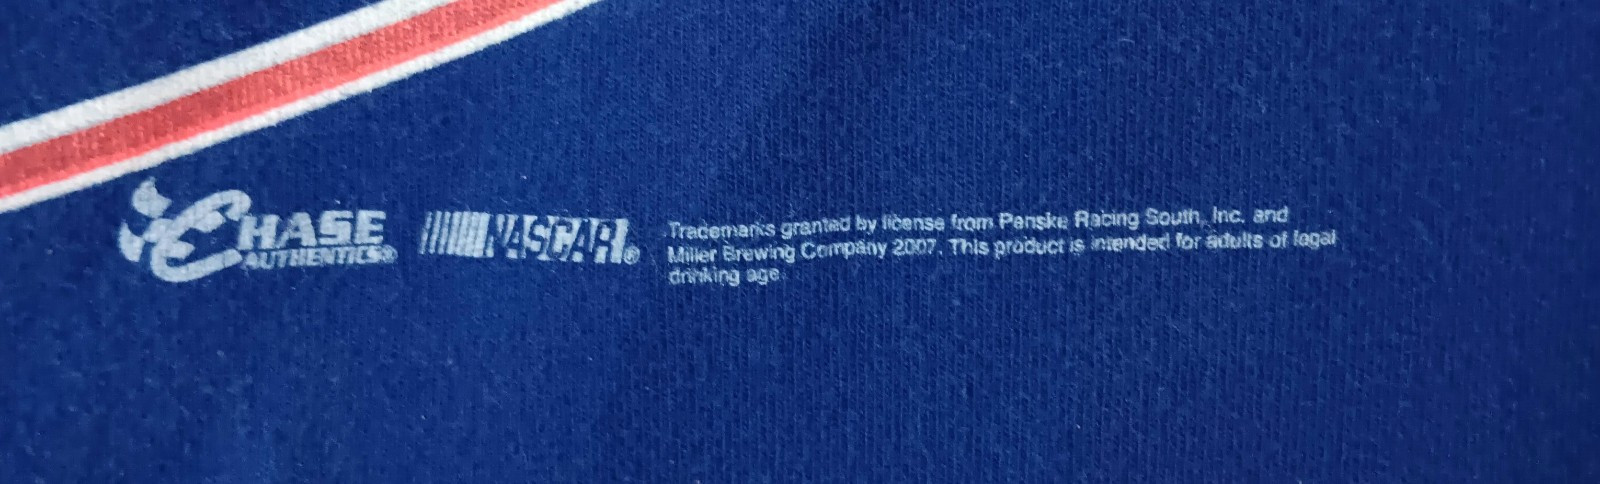 CHASE
AUTHENTICS®
NASCAR®
Trademarks granted by license from Penske Racing South, Inc. and
Miller Brewing Company 2007. This product is intended for adults of legal
drinking age.